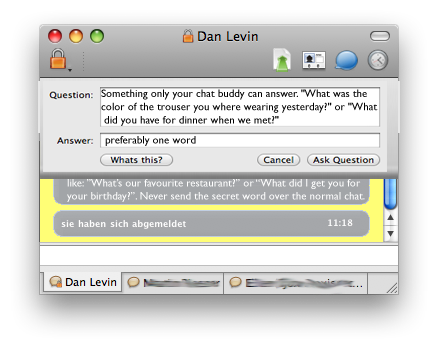 Dan Levin
Question:
Something only your chat buddy can answer. "What was the
color of the trouser you where wearing yesterday?" or "What
did you have for dinner when we met?"
Answer:
preferably one word
Whats this? Cancel Ask Question
like: "What's our favourite restaurant?" or "What did I get you for
your birthday?". Never send the secret word over the normal chat.
sie haben sich abgemeldet 11:18
Dan Levin